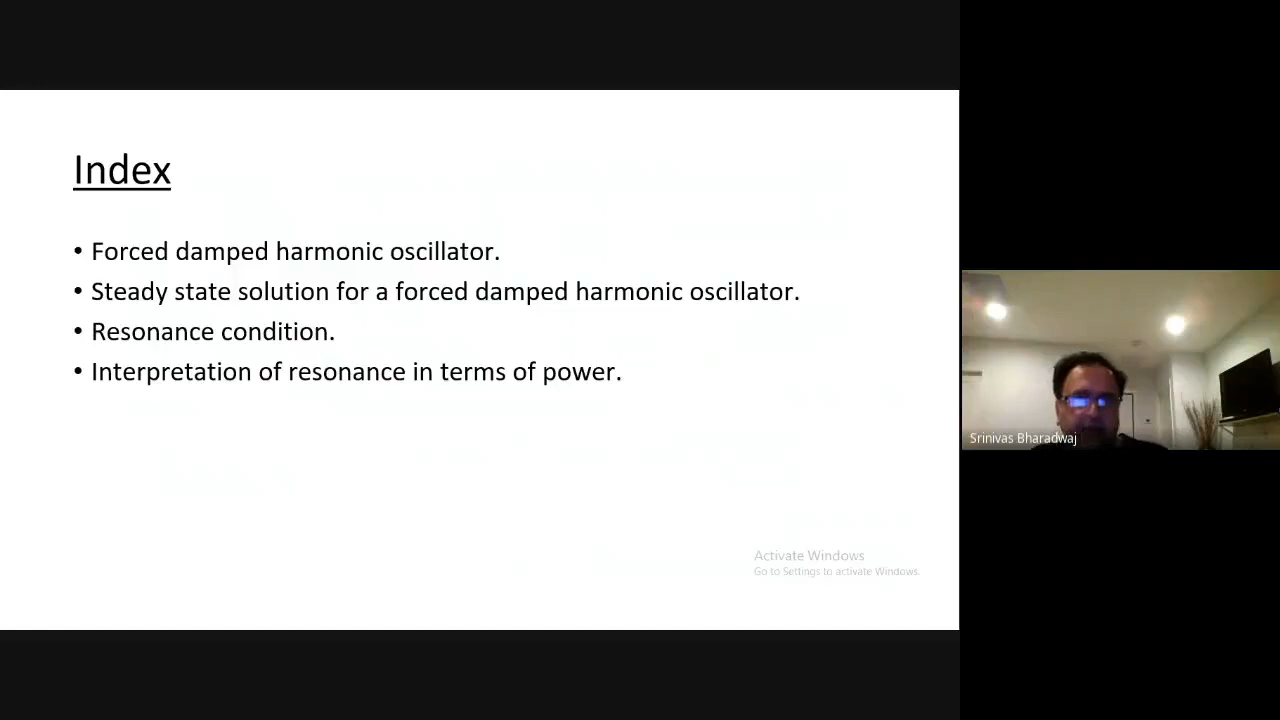 Index
• Forced damped harmonic oscillator.
• Steady state solution for a forced damped harmonic oscillator.
• Resonance condition.
• Interpretation of resonance in terms of power.
Activate Windows
Go to Settings to activate Windows.
Srinivas Bharadwaj